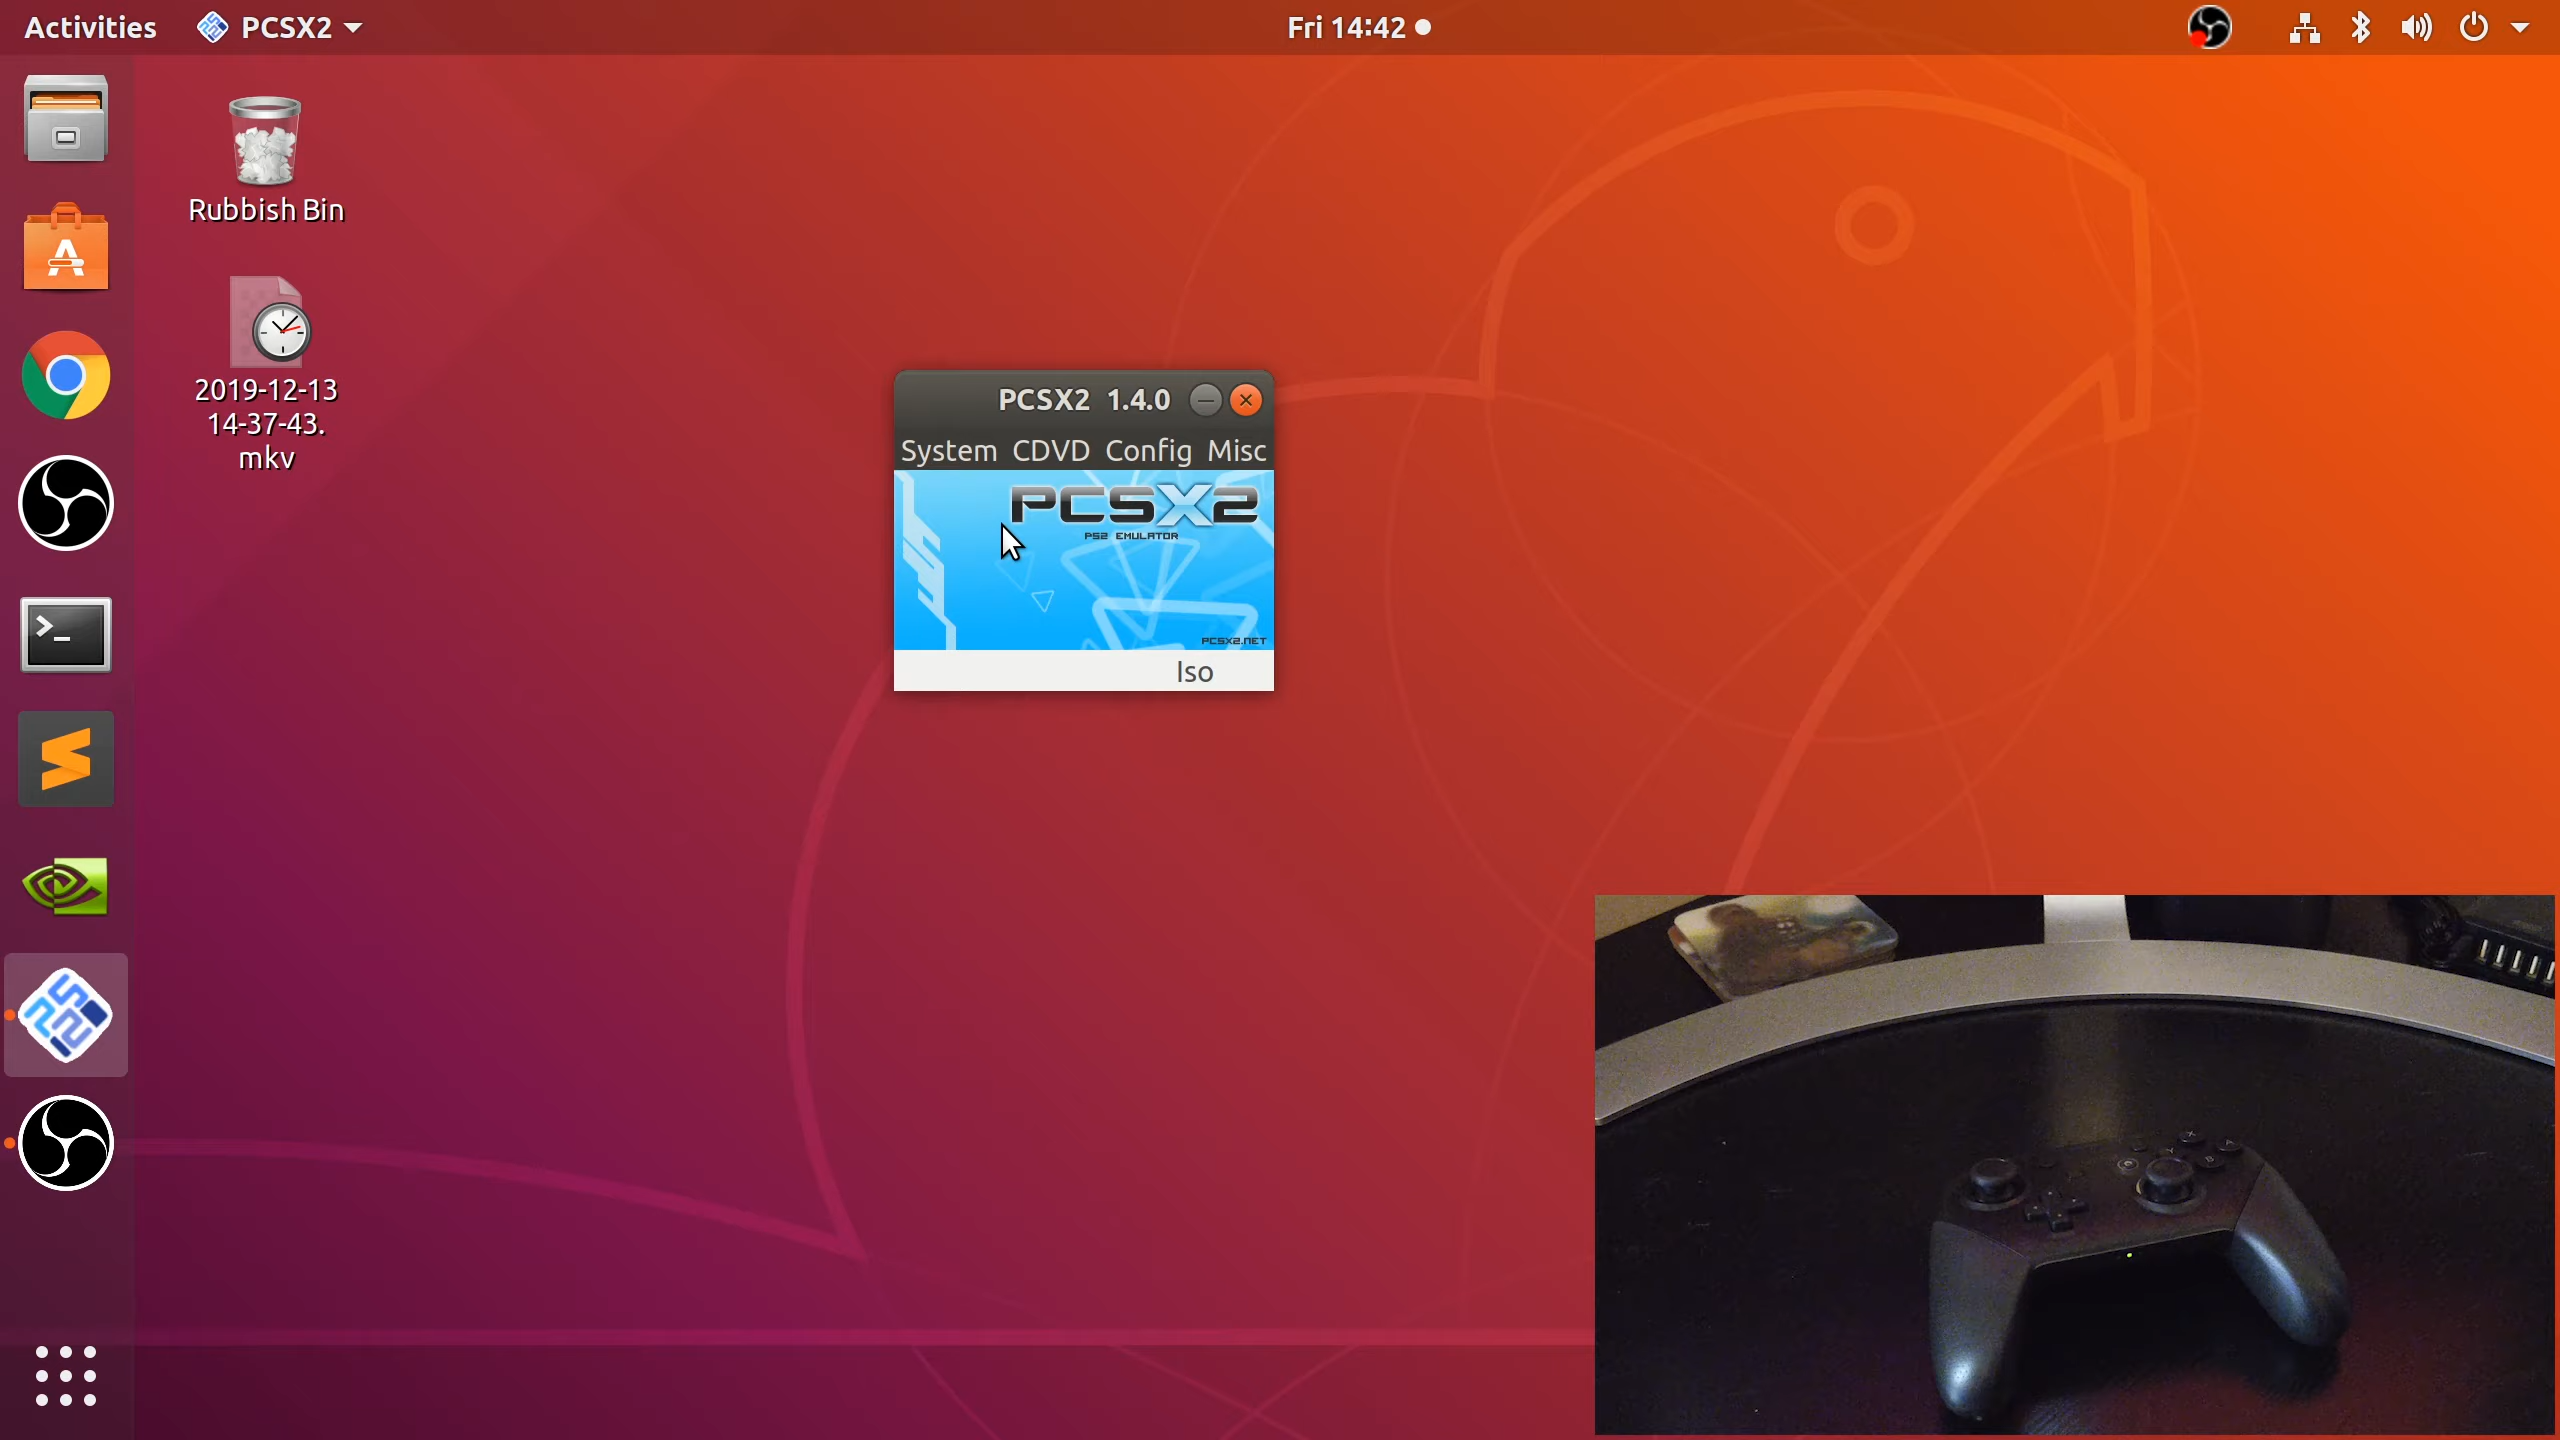 Activities
PCSX2
Fri 14:42
Rubbish Bin
2019-12-13
14-37-43.
mkv
PCSX2 1.4.0
System CDVD Config Misc
PCSX2
PS2 EMULATOR
PCSX2.NET
Iso